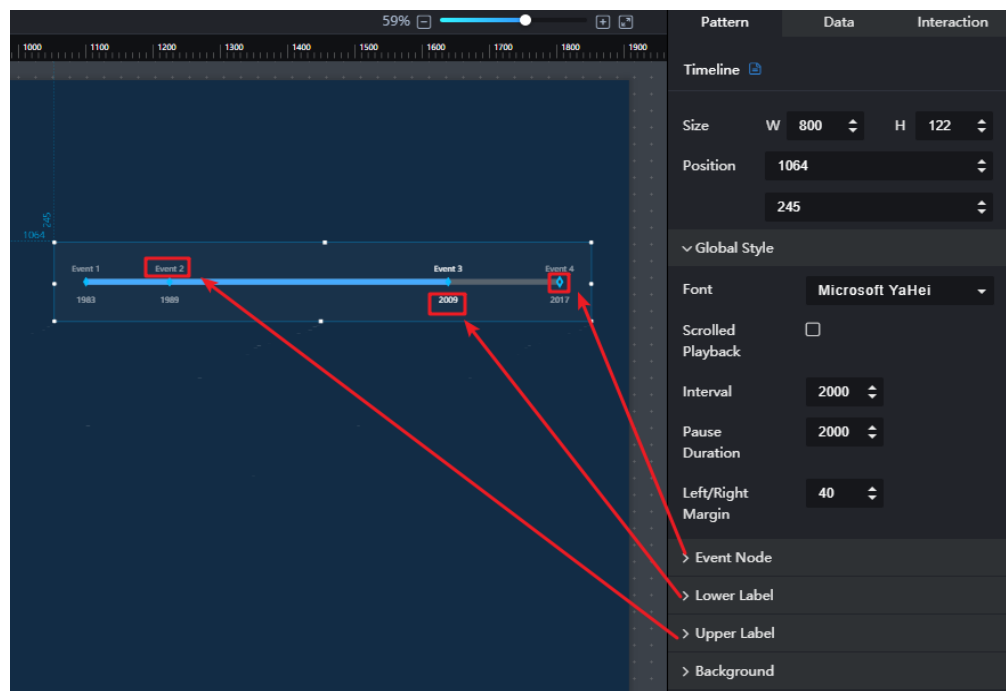 59%
Pattern Data Interaction
1000 1100 1200 1300 1400 1500 1600 1700 1800 1900
Timeline
Size W 800 H 122
Position 1064
245
245
1064
Global Style
Event 1 Event 2 Event 3 Event 4
1983 1989 2009 2017
Font Microsoft YaHei
Scrolled
Playback
Interval 2000
Pause
Duration
2000
Left/Right
Margin
40
Event Node
Lower Label
Upper Label
Background